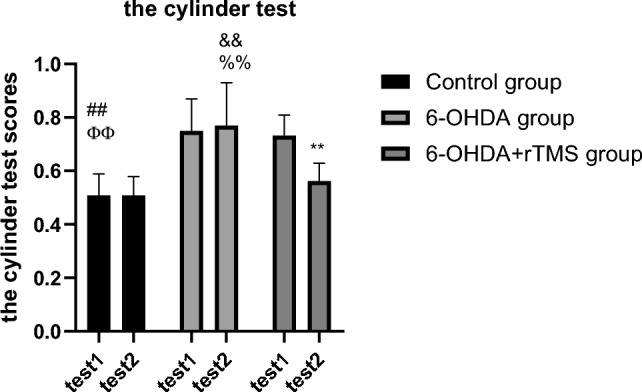 the cylinder test
the cylinder test scores
1.0
0.8
0.6
0.4
0.2
0.0
##
ΦΦ
&&
%%
**
test1
test2
test1
test2
test1
test2
Control group
6-OHDA group
6-OHDA+rTMS group